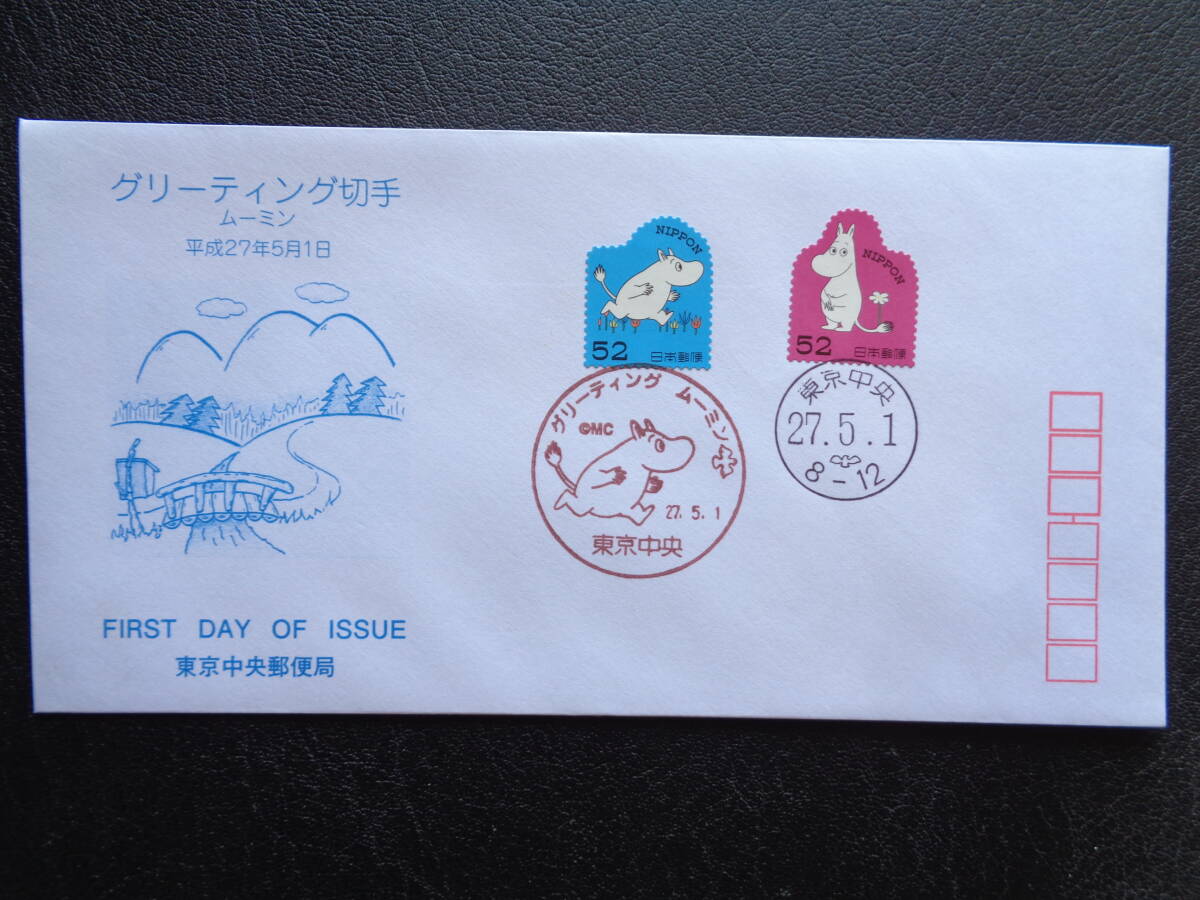 グリーティング切手
ムーミン
平成27年5月1日
FIRST DAY OF ISSUE
東京中央郵便局
NIPPON
52 日本郵便
NIPPON
52 日本郵便
グリーティング ムーミン
©MC
27.5.1
東京中央
東京中央
27.5.1
8-12